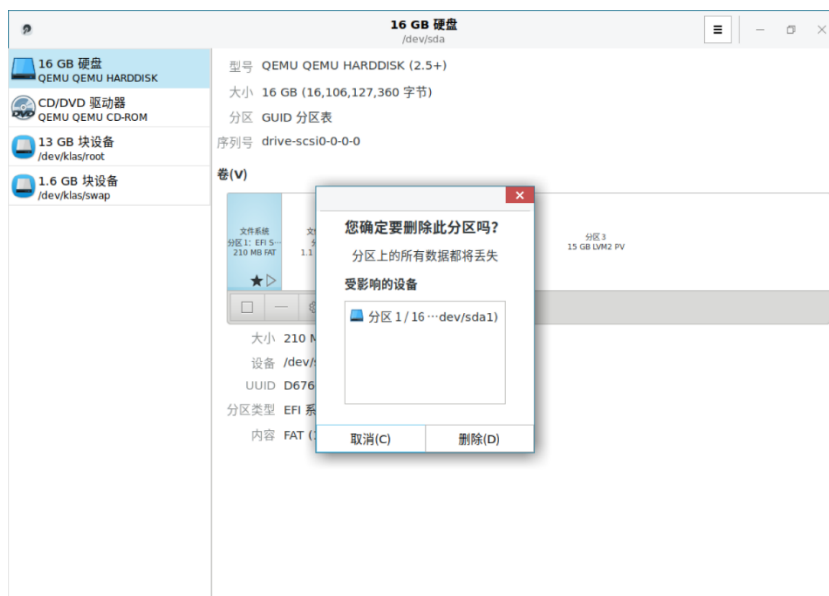 16 GB 硬盘
/dev/sda
16 GB 硬盘
QEMU QEMU HARDDISK
CD/DVD 驱动器
QEMU QEMU CD-ROM
13 GB 块设备
/dev/klas/root
1.6 GB 块设备
/dev/klas/swap
型号 QEMU QEMU HARDDISK (2.5+)
大小 16 GB (16,106,127,360 字节)
分区 GUID 分区表
序列号 drive-scsi0-0-0-0
卷(V)
文件系统
分区 1: EFI S…
210 MB FAT
1.1
分区 3
15 GB LVM2 PV
大小 210
设备 /dev/
UUID D676
分区类型 EFI 系
内容 FAT (
您确定要删除此分区吗?
分区上的所有数据都将丢失
受影响的设备
分区 1 / 16 …dev/sda1)
取消(C) 删除(D)